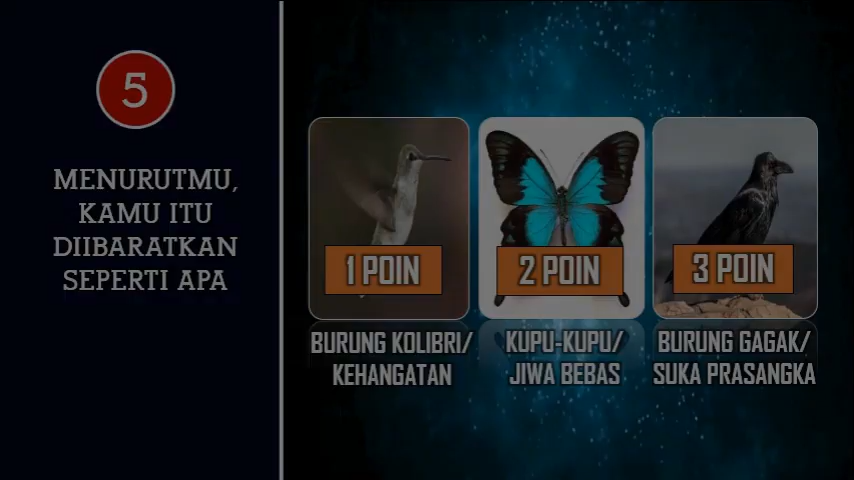 5
MENURUTMU,
KAMU ITU
DIIBARATKAN
SEPERTI APA
1 POIN
2 POIN
3 POIN
BURUNG KOLIBRI/
KEHANGATAN
KUPU-KUPU/
JIWA BEBAS
BURUNG GAGAK/
SUKA PRASANGKA